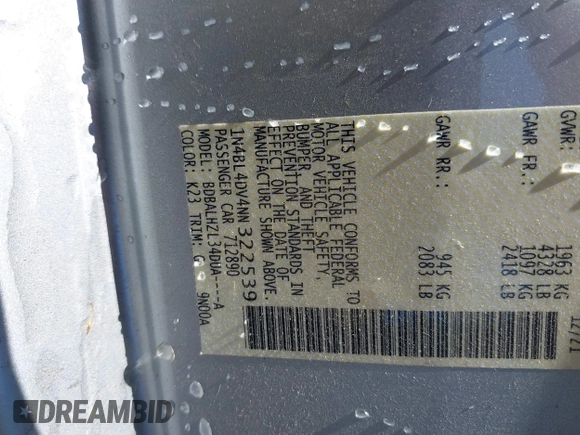 12/21
GVWR: 1963 KG
4328 LB
GAWR FR.: 1097 KG
2418 LB
GAWR RR.: 945 KG
2083 LB
THIS VEHICLE CONFORMS TO
ALL APPLICABLE FEDERAL
MOTOR VEHICLE SAFETY,
BUMPER, AND THEFT
PREVENTION STANDARDS IN
EFFECT ON THE DATE OF
MANUFACTURE SHOWN ABOVE.
1N4BL4DV4NN322539
PASSENGER CAR 712890
MODEL: BDBALHZL34DUA----A
COLOR: K23 TRIM: G 9N00A
DREAMBID